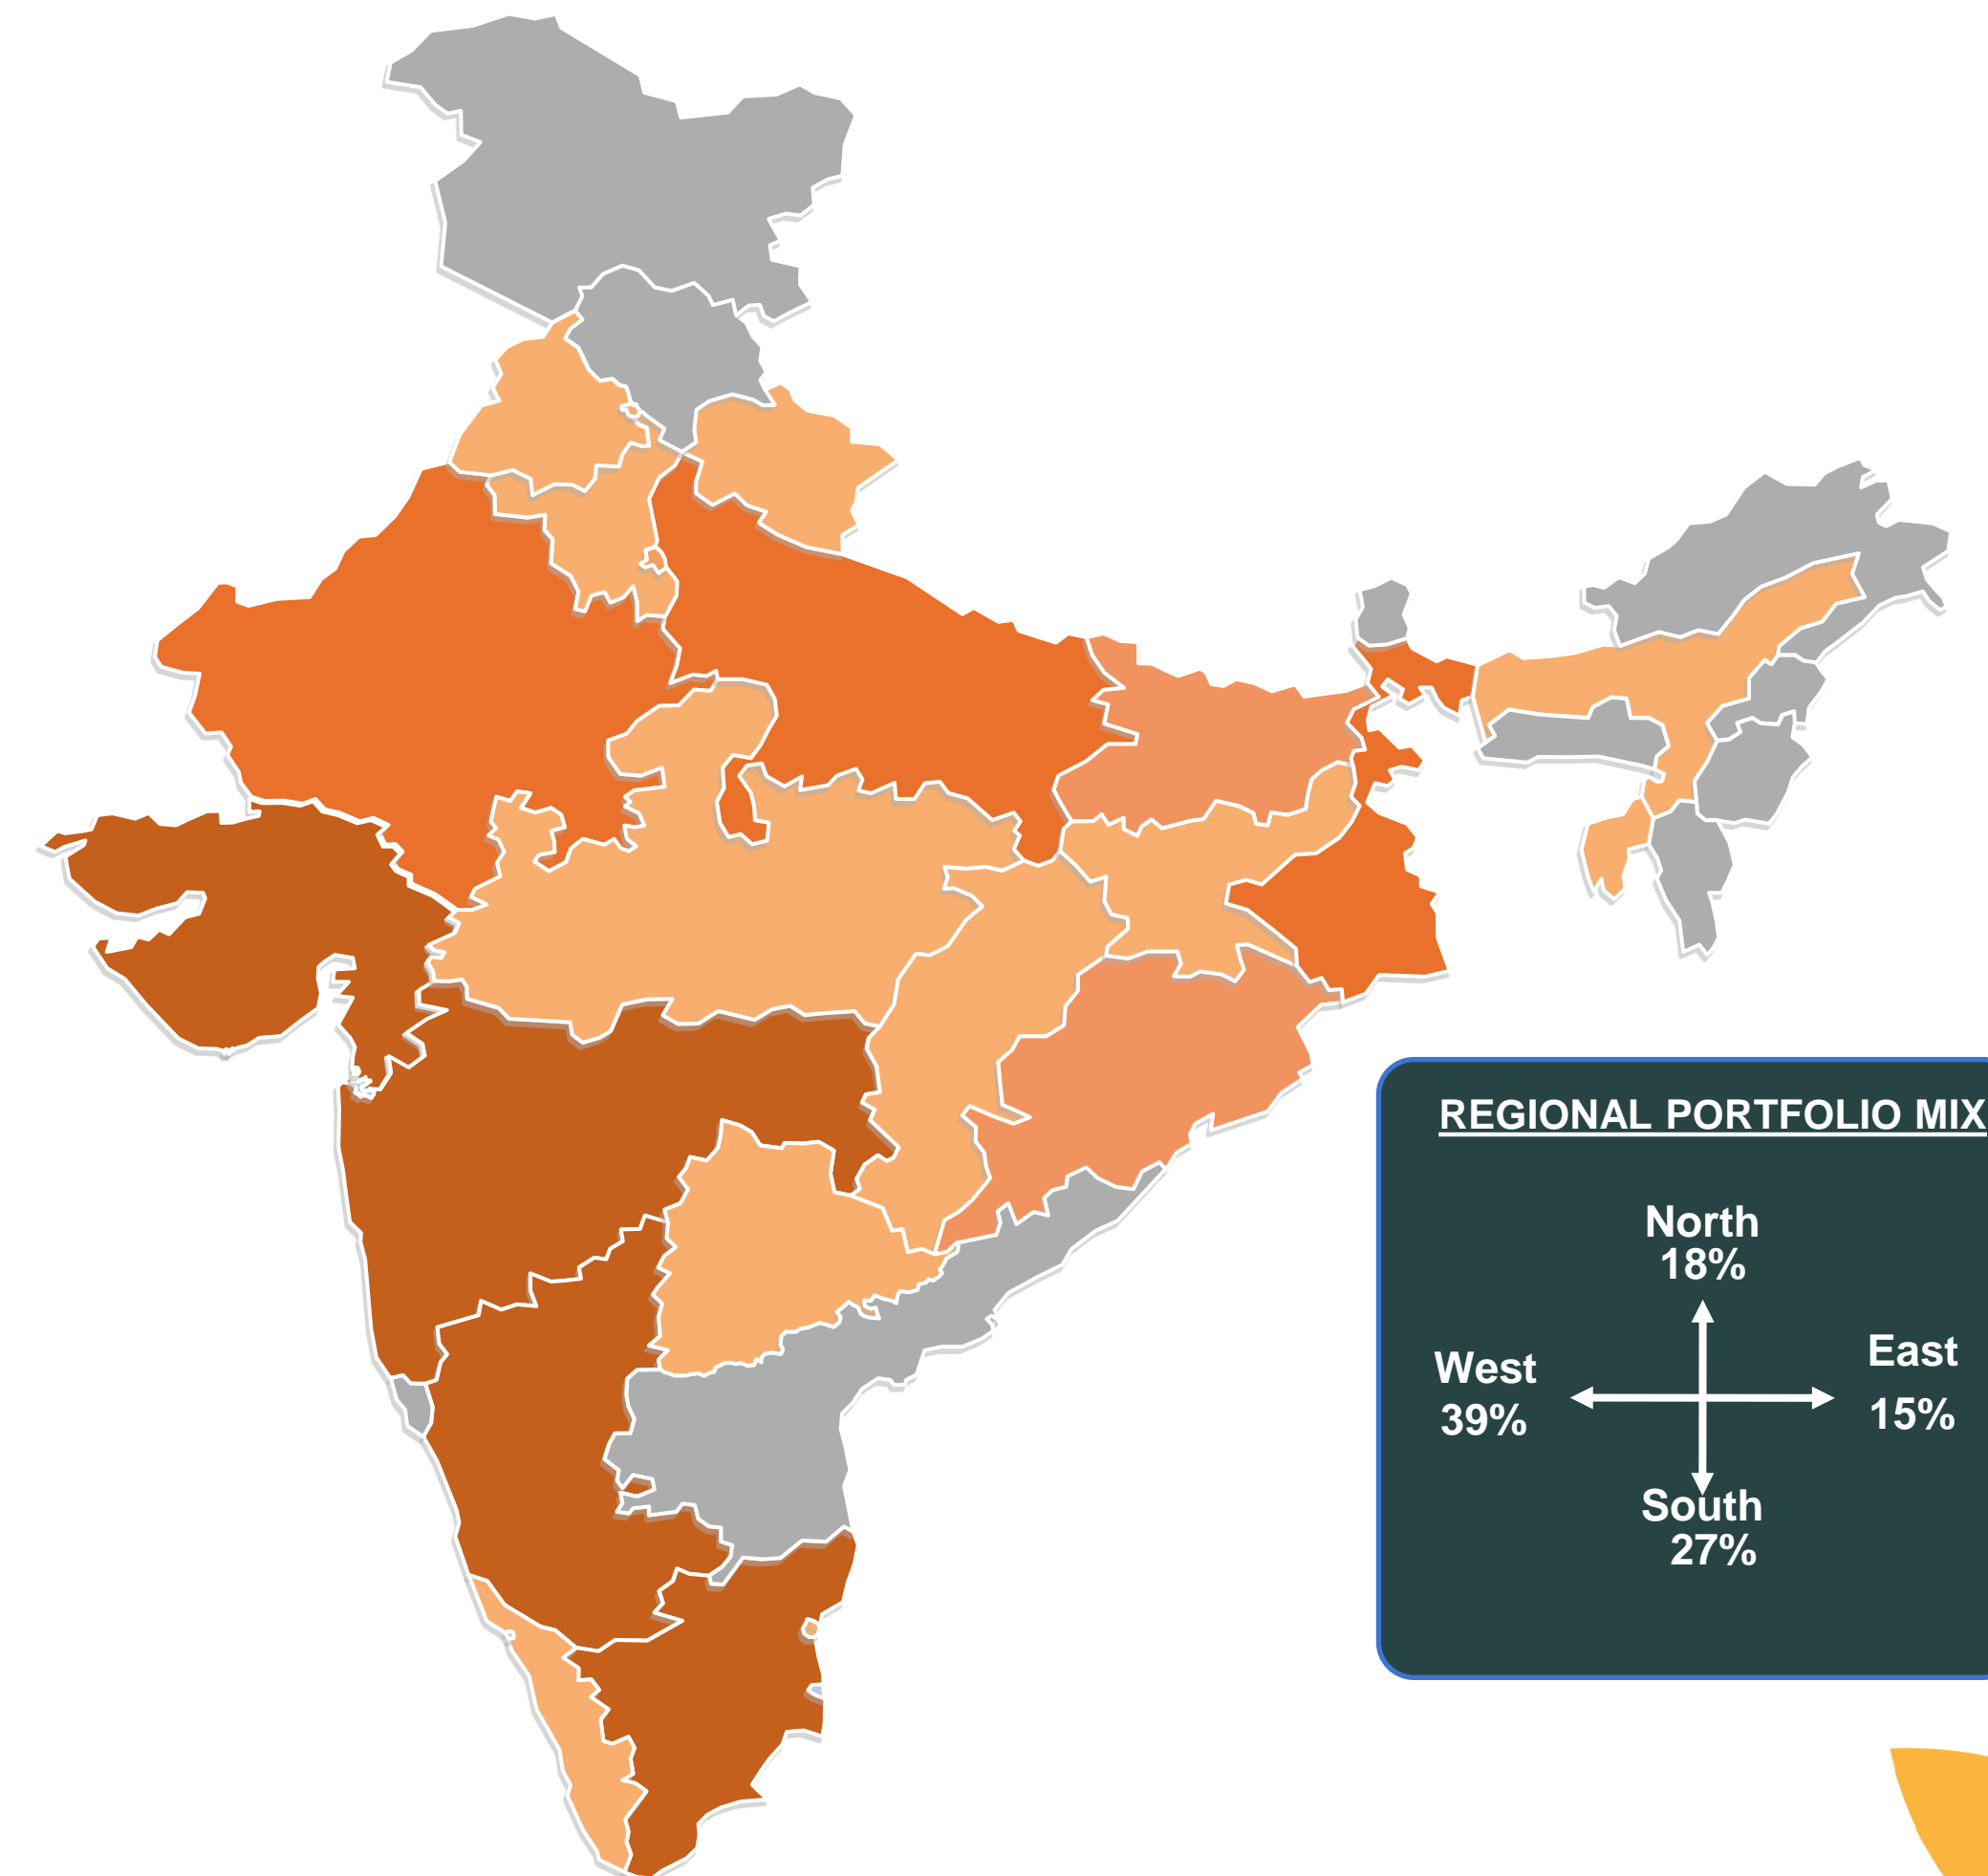 REGIONAL PORTFOLIO MIX
North
18%
West
39%
East
15%
South
27%